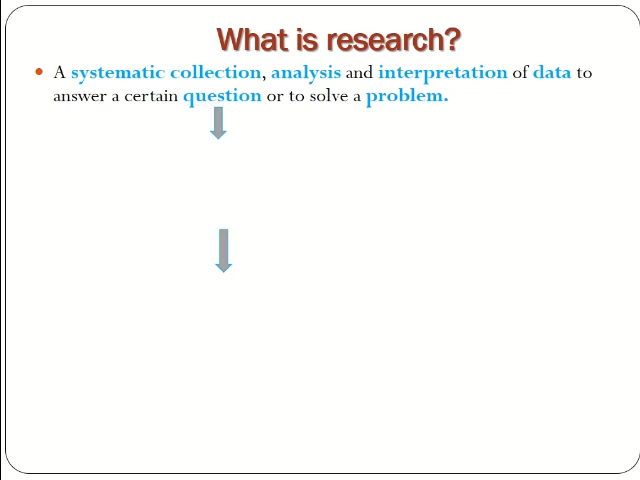 What is research?
• A systematic collection, analysis and interpretation of data to
answer a certain question or to solve a problem.